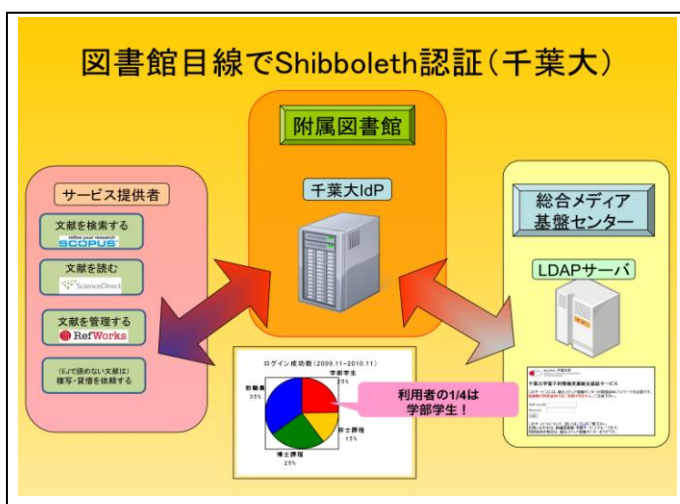 図書館目線でShibboleth認証(千葉大)
附属図書館
千葉大IdP
サービス提供者
文献を検索する
refine your research
SCOPUS™
文献を読む
ScienceDirect
文献を管理する
RefWorks
(EJで読めない文献は)
複写・貸借を依頼する
総合メディア
基盤センター
LDAPサーバ
ログイン成功数(2009.11-2010.11)
学部学生
25%
教職員
35%
修士課程
15%
博士課程
25%
利用者の1/4は
学部学生!
千葉大学電子的情報資源統合認証サービス